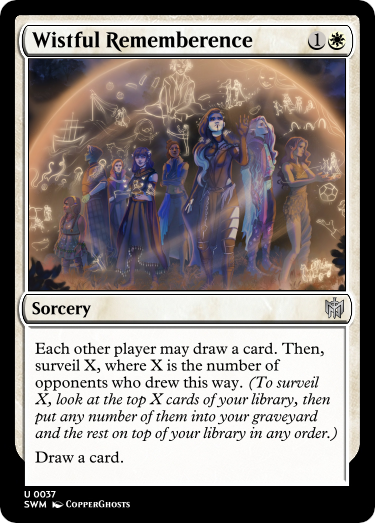 Wistful Rememberence 1
Sorcery
Each other player may draw a card. Then,
surveil X, where X is the number of
opponents who drew this way. (To surveil
X, look at the top X cards of your library, then
put any number of them into your graveyard
and the rest on top of your library in any order.)
Draw a card.
U 0037
SWM CopperGhosts